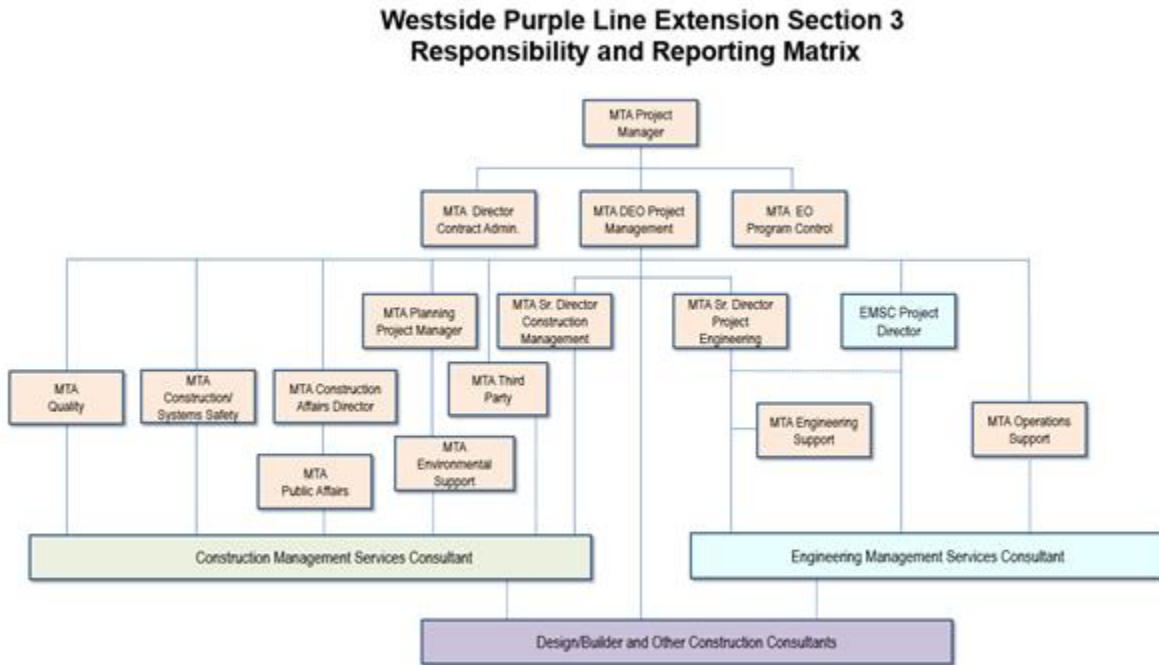 Westside Purple Line Extension Section 3
Responsibility and Reporting Matrix
MTA Project
Manager
MTA Director
Contract Admin.
MTA DEO Project
Management
MTA EO
Program Control
MTA Planning
Project Manager
MTA Sr. Director
Construction
Management
MTA Sr. Director
Project
Engineering
EMSC Project
Director
MTA
Quality
MTA
Construction/
Systems Safety
MTA Construction
Affairs Director
MTA Third
Party
MTA Engineering
Support
MTA Operations
Support
MTA
Public Affairs
MTA
Environmental
Support
Construction Management Services Consultant
Engineering Management Services Consultant
Design/Builder and Other Construction Consultants